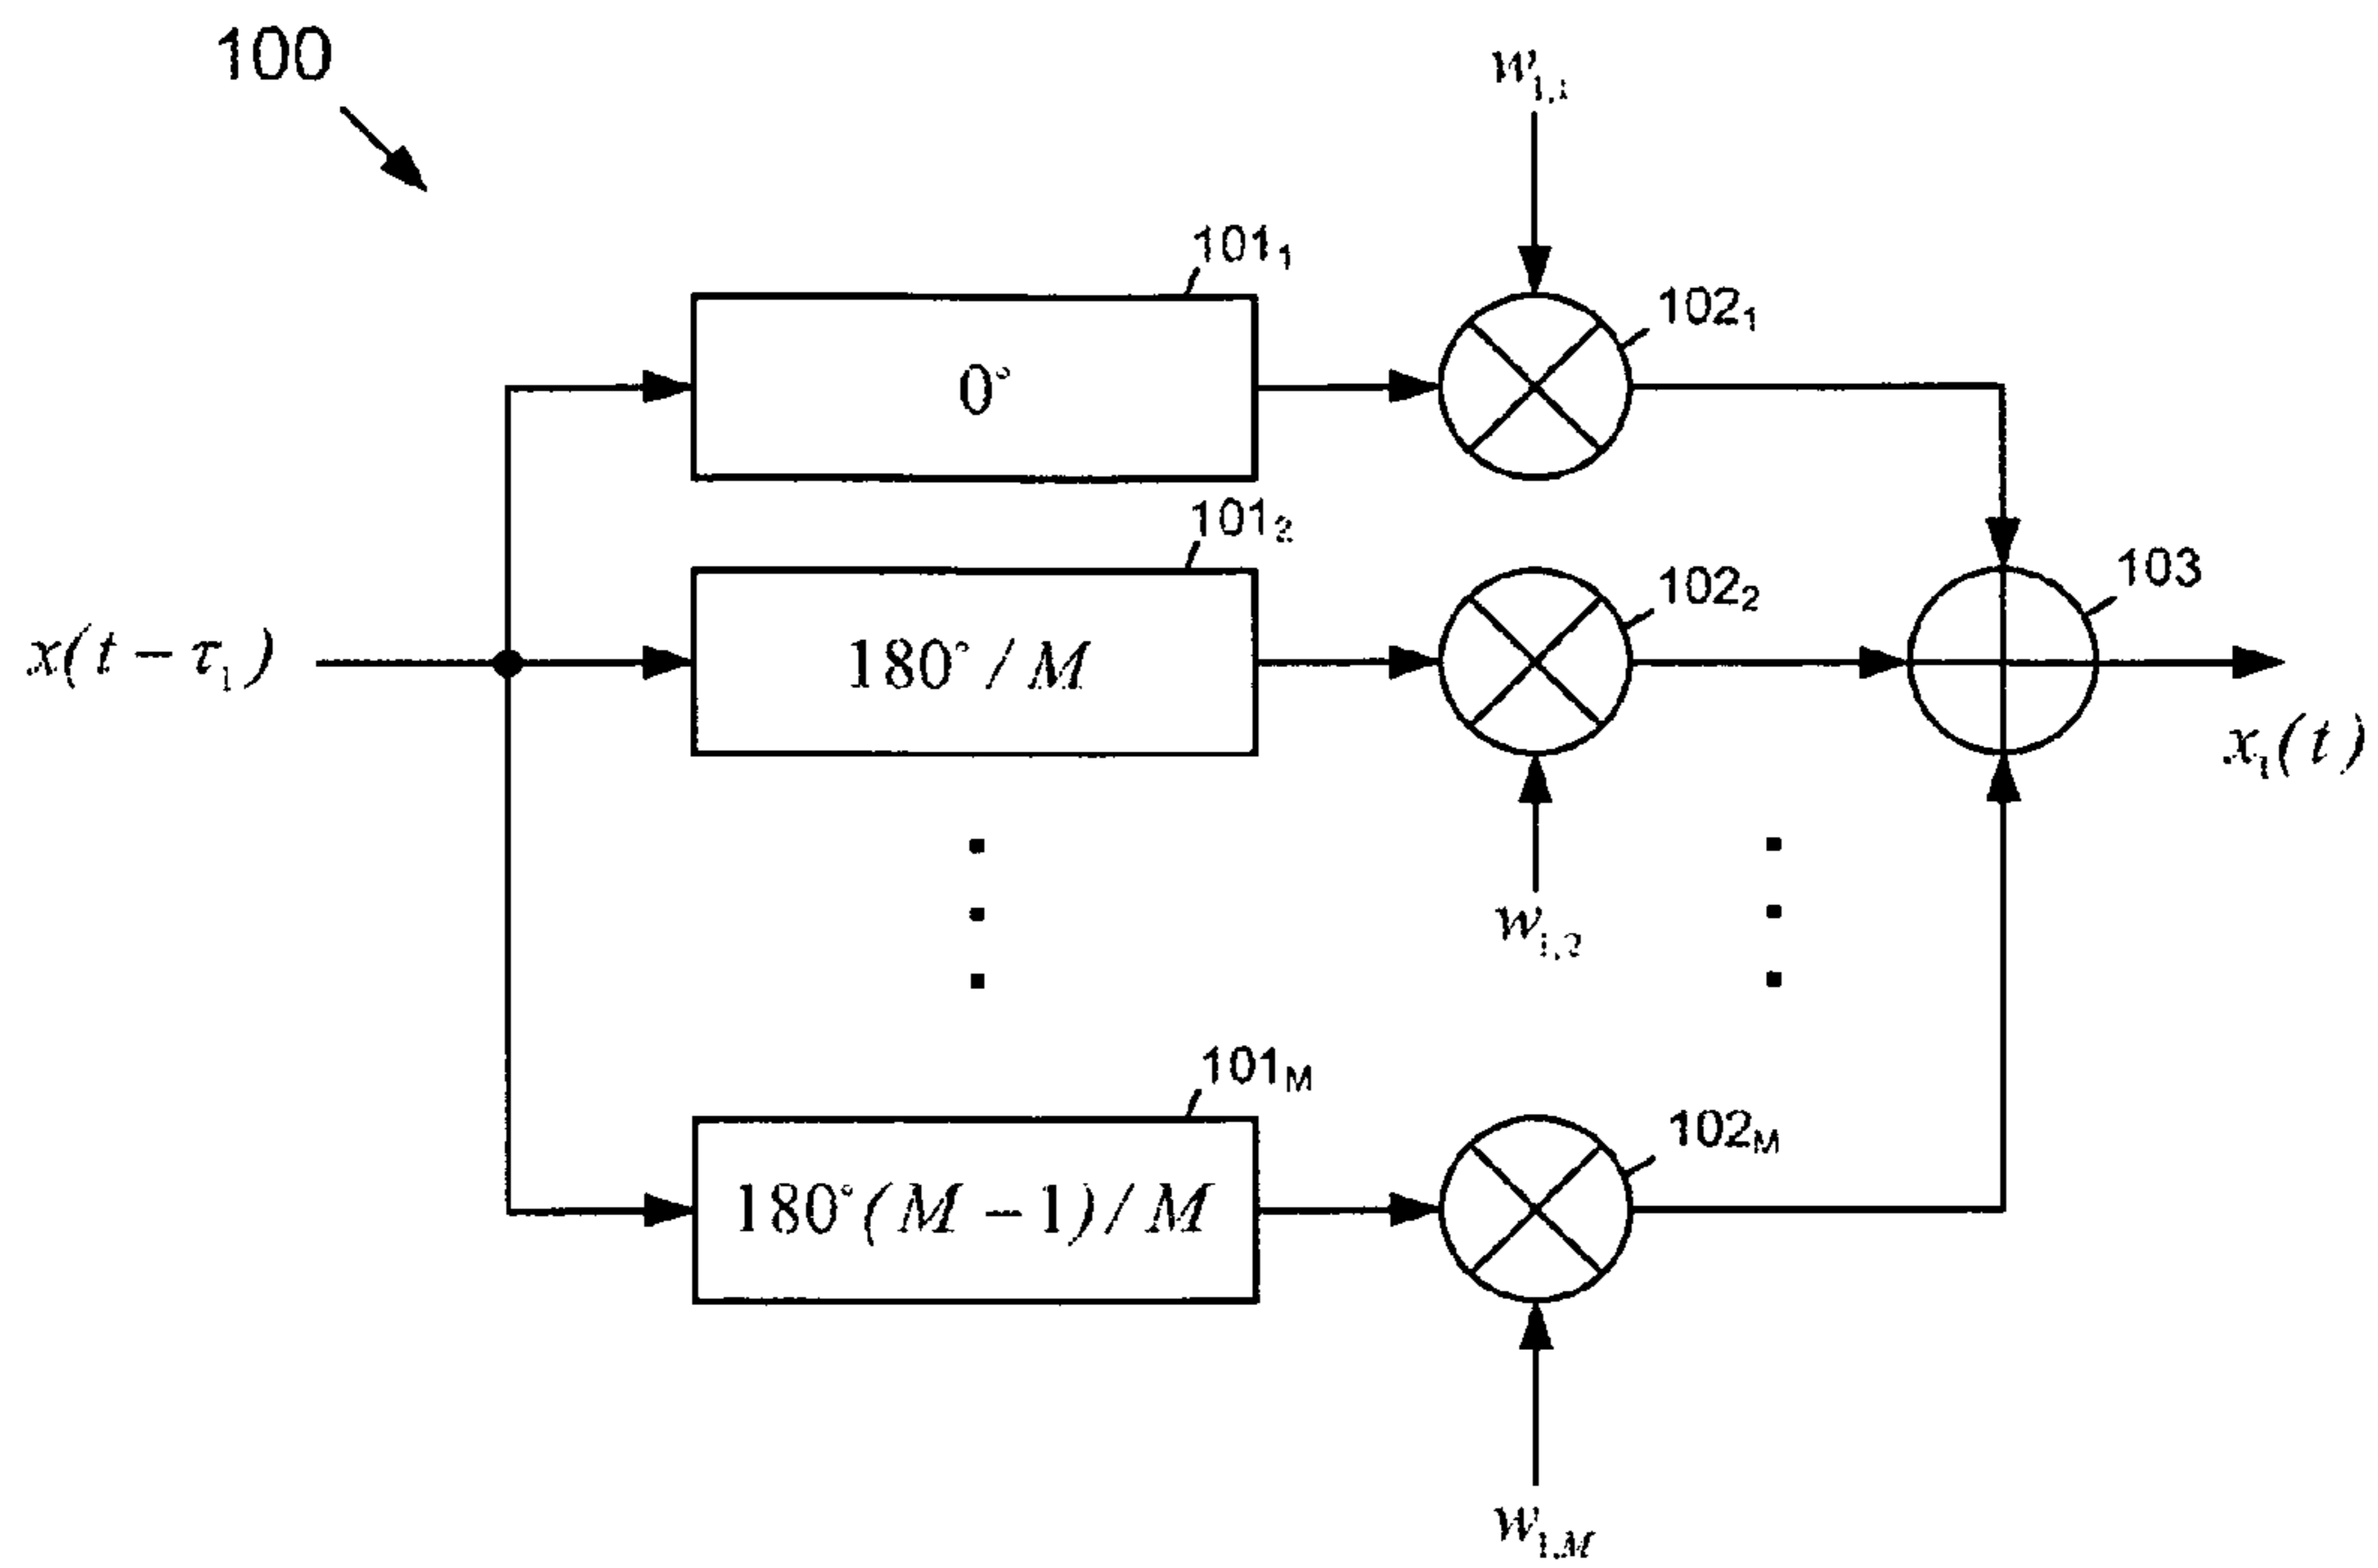 100
w₁,₁
101₁
0°
102₁
101₂
x(t − τ₁)
180° / M
102₂
103
x₁(t)
w₁,₂
101M
180°(M − 1) / M
102M
w₁,M